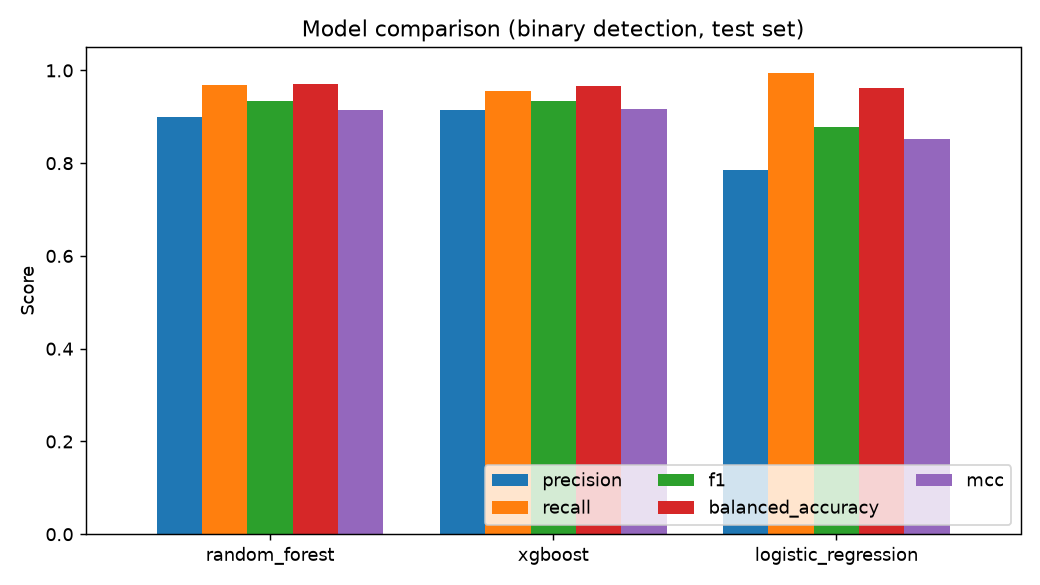 Model comparison (binary detection, test set)
1.0
0.8
0.6
0.4
0.2
0.0
Score
precision f1 mcc
recall balanced_accuracy
random_forest xgboost logistic_regression